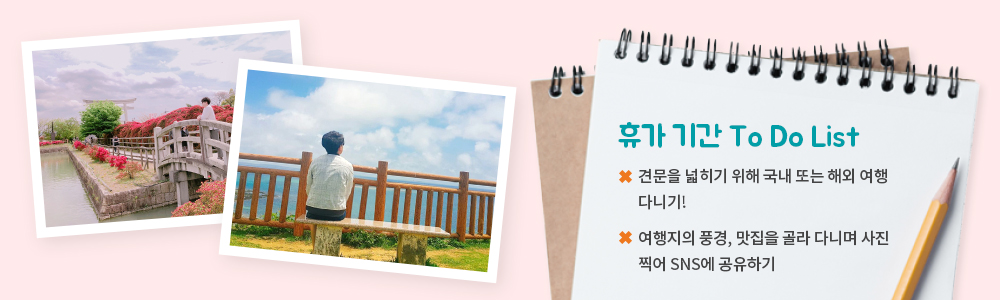 휴가 기간 To Do List
✖ 견문을 넓히기 위해 국내 또는 해외 여행
다니기!
✖ 여행지의 풍경, 맛집을 골라 다니며 사진
찍어 SNS에 공유하기